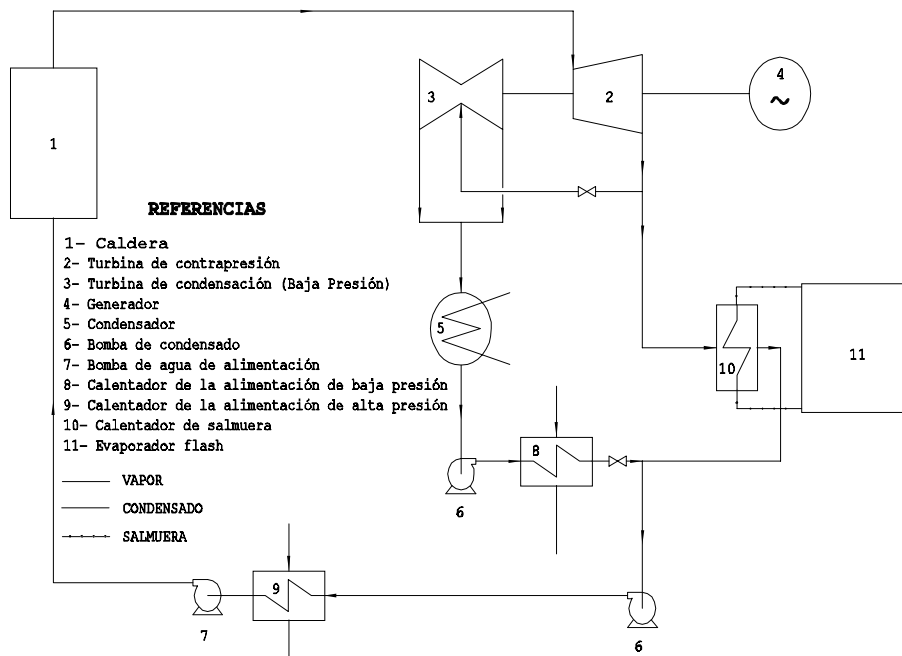 1
3
2
4
~
REFERENCIAS
1- Caldera
2- Turbina de contrapresión
3- Turbina de condensación (Baja Presión)
4- Generador
5- Condensador
6- Bomba de condensado
7- Bomba de agua de alimentación
8- Calentador de la alimentación de baja presión
9- Calentador de la alimentación de alta presión
10- Calentador de salmuera
11- Evaporador flash
VAPOR
CONDENSADO
SALMUERA
5
10
11
8
6
9
7
6